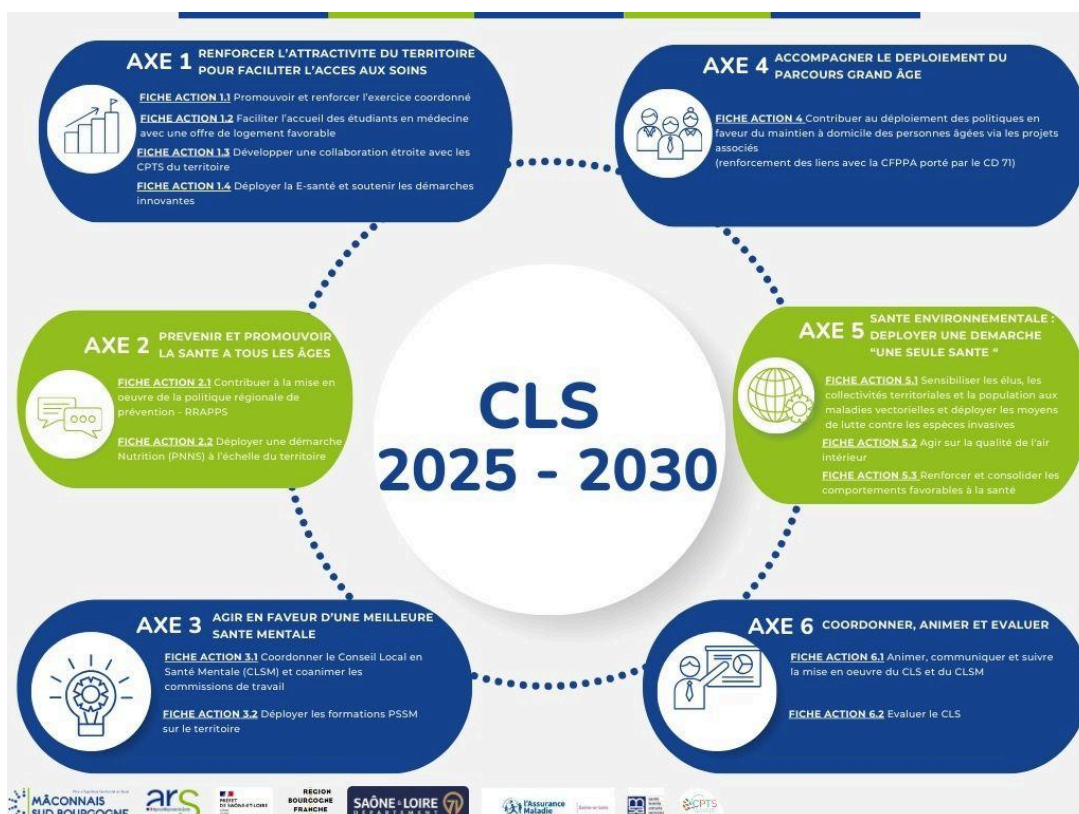 AXE 1 RENFORCER L'ATTRACTIVITE DU TERRITOIRE
POUR FACILITER L'ACCES AUX SOINS
FICHE ACTION 1.1 Promouvoir et renforcer l'exercice coordonné
FICHE ACTION 1.2 Faciliter l'accueil des étudiants en médecine
avec une offre de logement favorable
FICHE ACTION 1.3 Développer une collaboration étroite avec les
CPTS du territoire
FICHE ACTION 1.4 Déployer la E-santé et soutenir les démarches
innovantes
AXE 2 PREVENIR ET PROMOUVOIR
LA SANTE A TOUS LES ÂGES
FICHE ACTION 2.1 Contribuer à la mise en
oeuvre de la politique régionale de
prévention - RRAPPS
FICHE ACTION 2.2 Déployer une démarche
Nutrition (PNNS) à l'échelle du territoire
AXE 3 AGIR EN FAVEUR D'UNE MEILLEURE
SANTE MENTALE
FICHE ACTION 3.1 Coordonner le Conseil Local en
Santé Mentale (CLSM) et coanimer les
commissions de travail
FICHE ACTION 3.2 Déployer les formations PSSM
sur le territoire
CLS
2025 - 2030
AXE 4 ACCOMPAGNER LE DEPLOIEMENT DU
PARCOURS GRAND ÂGE
FICHE ACTION 4 Contribuer au déploiement des politiques en
faveur du maintien à domicile des personnes âgées via les projets
associés
(renforcement des liens avec la CFPPA porté par le CD 71)
AXE 5 SANTE ENVIRONNEMENTALE :
DEPLOYER UNE DEMARCHE
"UNE SEULE SANTE "
FICHE ACTION 5.1 Sensibiliser les élus, les
collectivités territoriales et la population aux
maladies vectorielles et déployer les moyens
de lutte contre les espèces invasives
FICHE ACTION 5.2 Agir sur la qualité de l'air
intérieur
FICHE ACTION 5.3 Renforcer et consolider les
comportements favorables à la santé
AXE 6 COORDONNER, ANIMER ET EVALUER
FICHE ACTION 6.1 Animer, communiquer et suivre
la mise en oeuvre du CLS et du CLSM
FICHE ACTION 6.2 Evaluer le CLS
MÂCONNAIS
SUD BOURGOGNE
ars
PRÉFET
DE SAÔNE-ET-LOIRE
REGION
BOURGOGNE
FRANCHE
SAÔNE & LOIRE 71
DÉPARTEMENT
l'Assurance
Maladie
Saône-et-Loire
CPTS